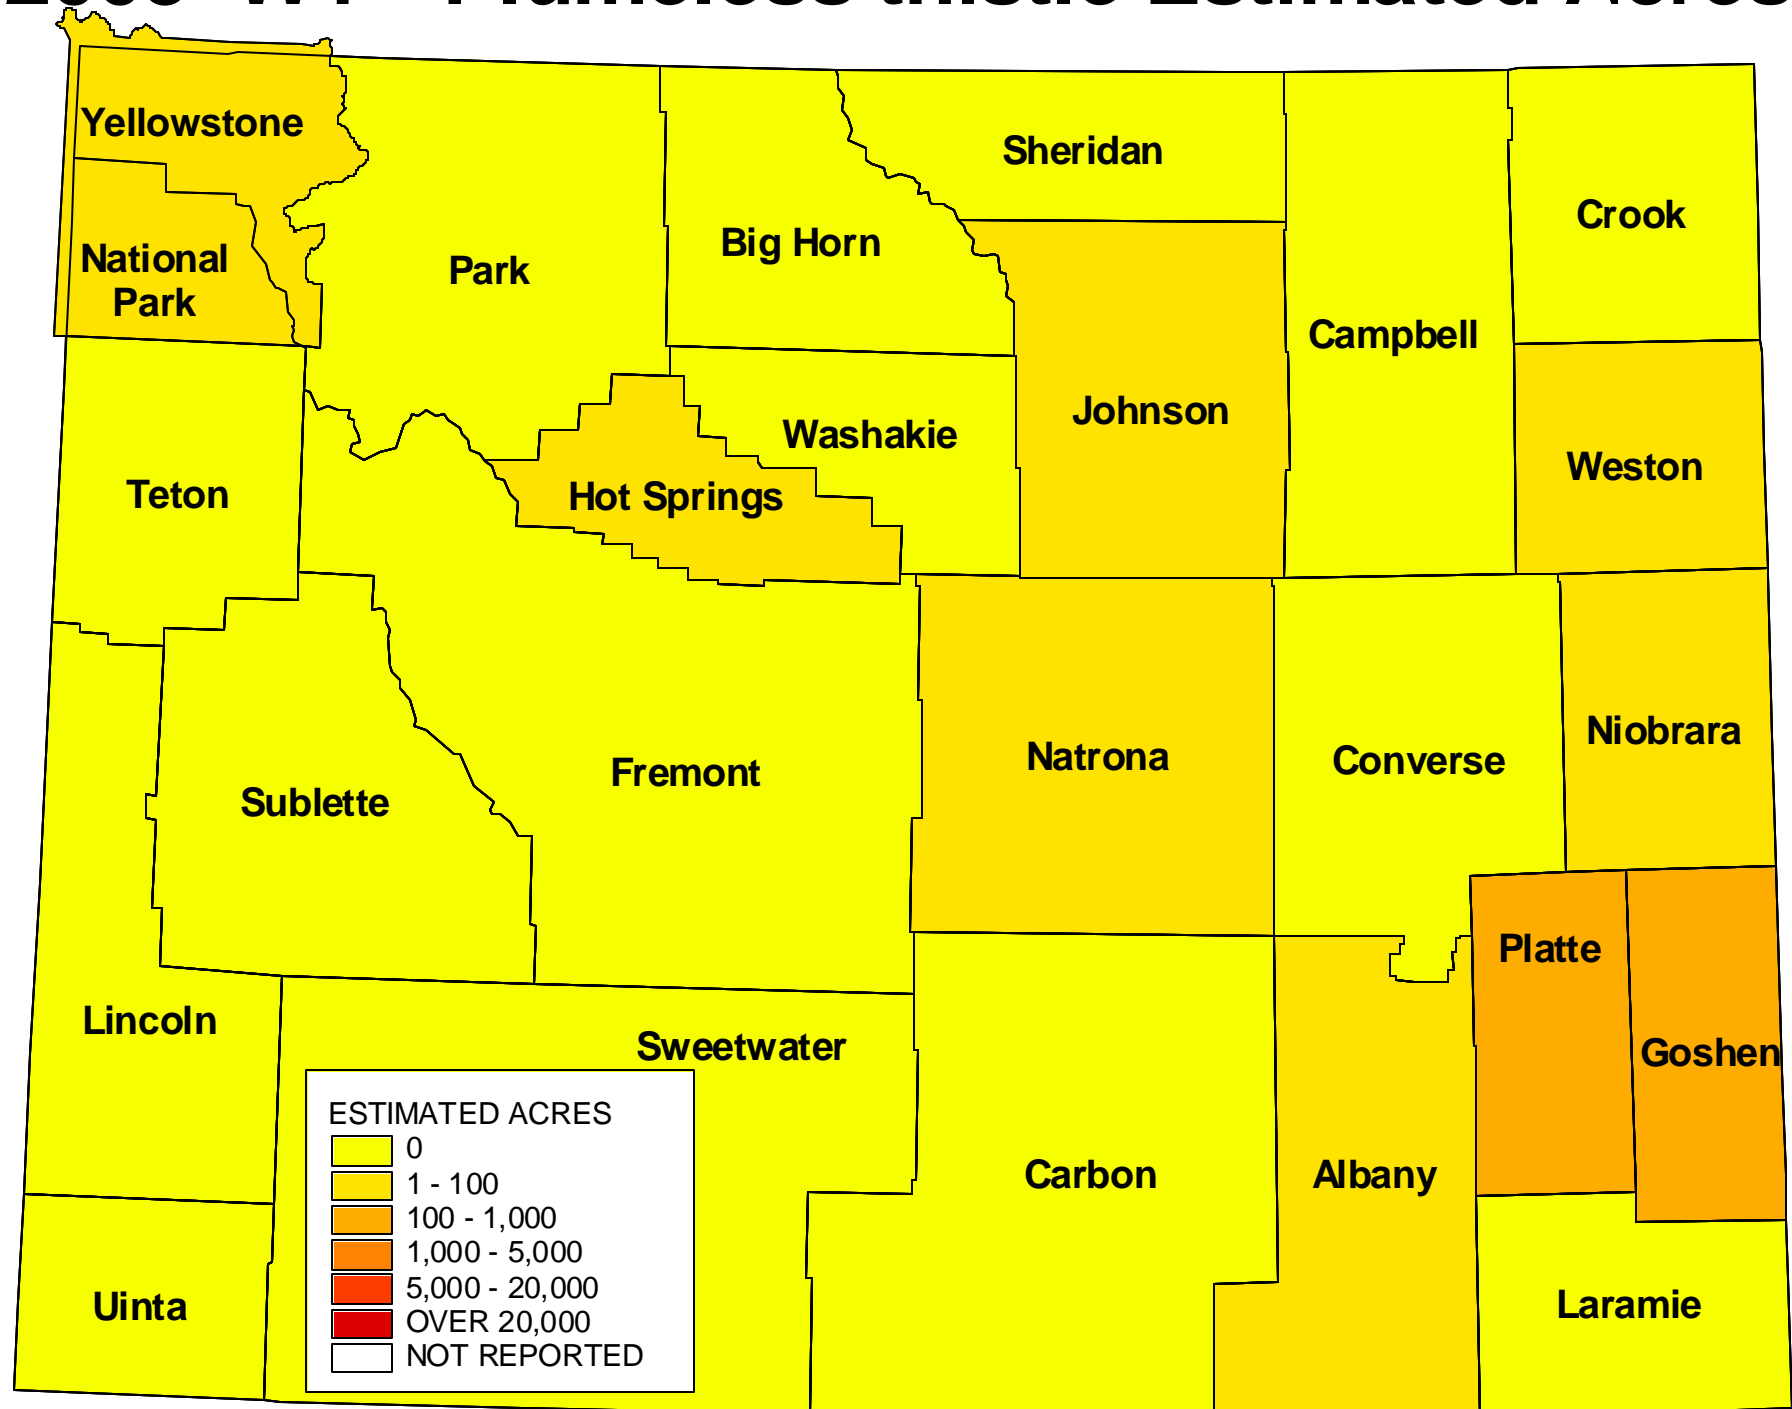 Yellowstone
National
Park
Park
Big Horn
Sheridan
Campbell
Crook
Teton
Hot Springs
Washakie
Johnson
Weston
Sublette
Fremont
Natrona
Converse
Niobrara
Lincoln
Sweetwater
Platte
Goshen
Carbon
Albany
Uinta
Laramie
ESTIMATED ACRES
0
1 - 100
100 - 1,000
1,000 - 5,000
5,000 - 20,000
OVER 20,000
NOT REPORTED